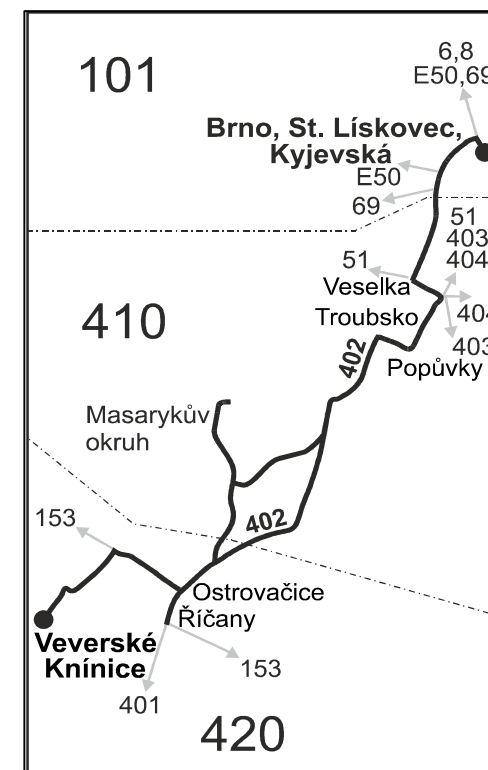 6,8
E50,69
101
Brno, St. Lískovec,
Kyjevská
E50
69
51
403
404
51
Veselka
404
410
Troubsko
403
402
Popůvky
Masarykův
okruh
402
153
Ostrovačice
Říčany
Veverské
Knínice
153
401
420